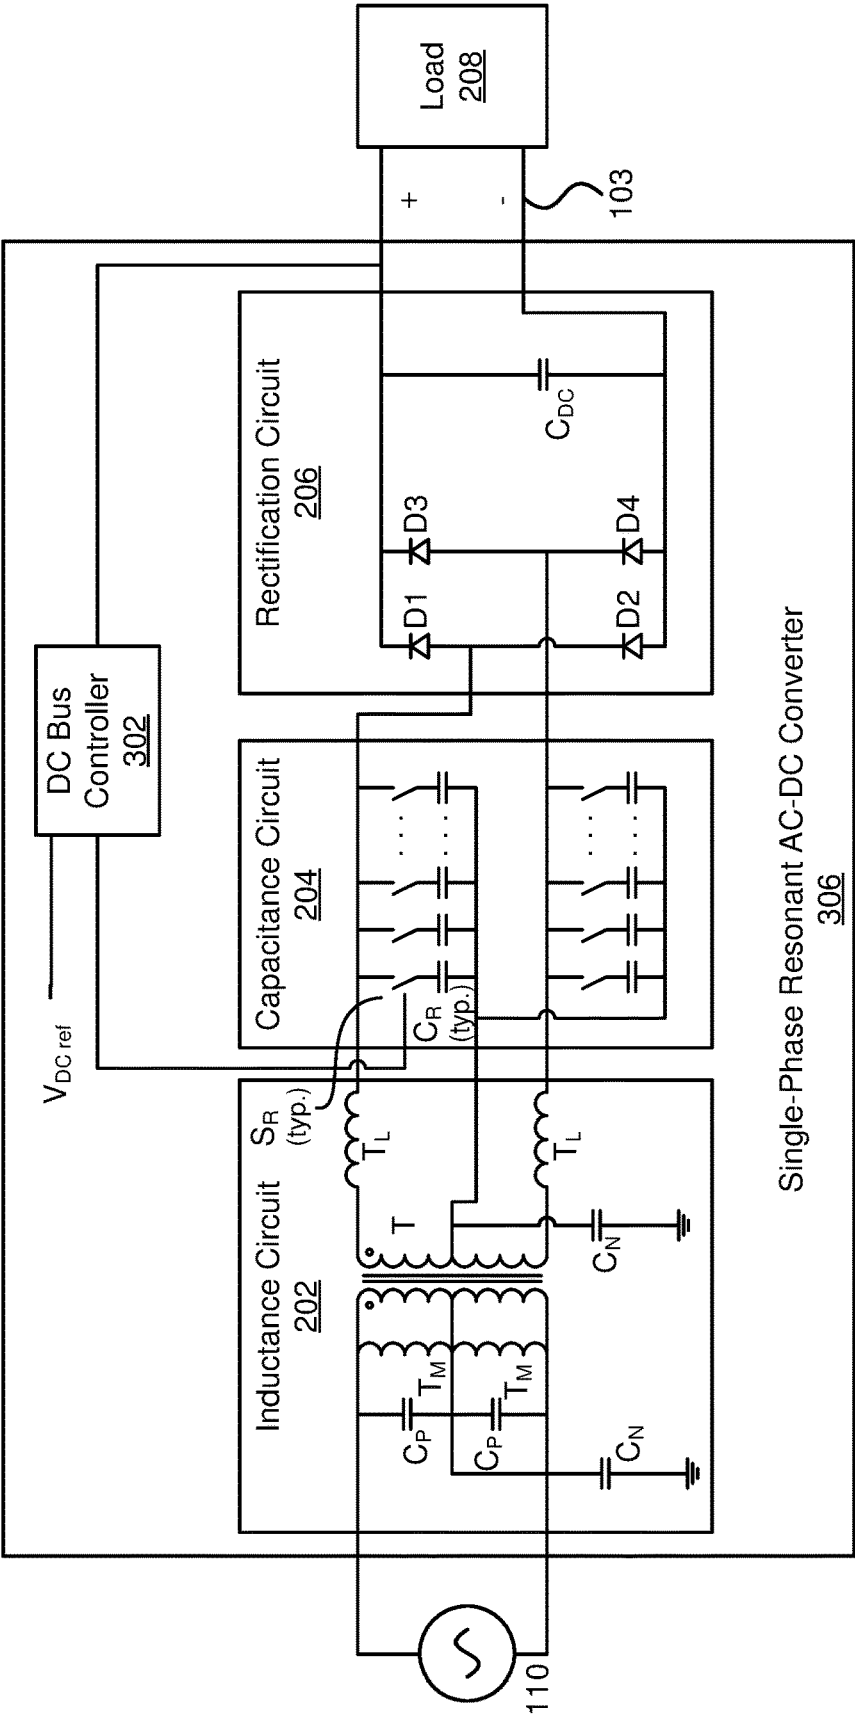 V_DC ref
DC Bus
Controller
302
Inductance Circuit
202
S_R
(typ.)
Capacitance Circuit
204
Rectification Circuit
206
Load
208
+
-
103
110
C_P
C_P
T_M
T_M
C_N
T
C_N
T_L
T_L
C_R
(typ.)
D1
D3
D2
D4
C_DC
Single-Phase Resonant AC-DC Converter
306